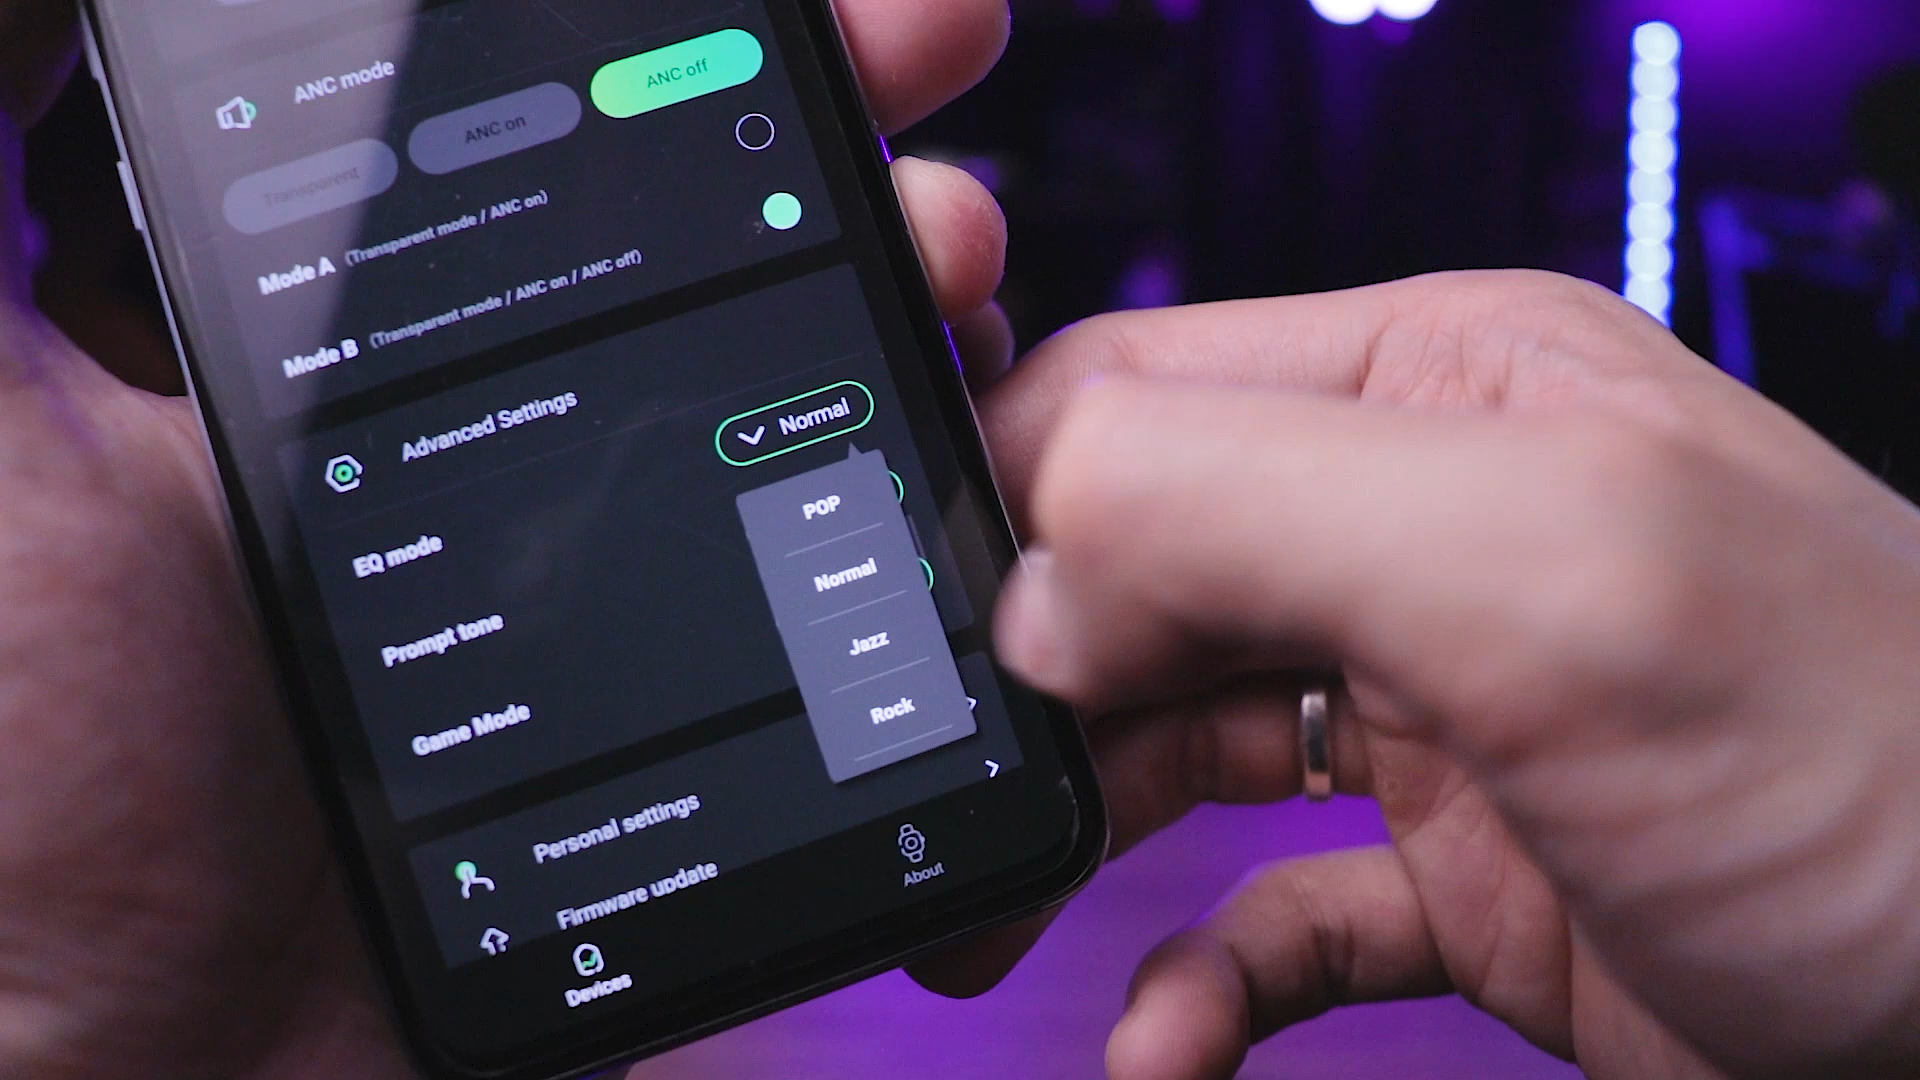 ANC mode
Transparent
ANC on
ANC off
Mode A (Transparent mode / ANC on)
Mode B (Transparent mode / ANC on / ANC off)
Advanced Settings
EQ mode
Normal
POP
Normal
Jazz
Rock
Prompt tone
Game Mode
Personal settings
Firmware update
Devices
About